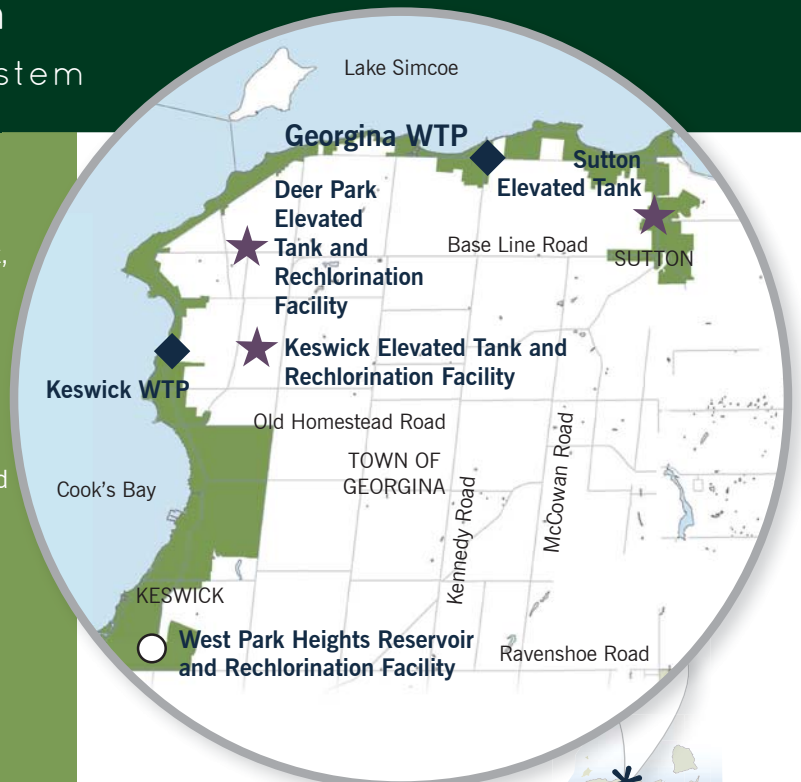 stem
Lake Simcoe
Georgina WTP
Sutton
Elevated Tank
Deer Park
Elevated
Tank and
Rechlorination
Facility
Base Line Road
SUTTON
Keswick Elevated Tank and
Rechlorination Facility
Keswick WTP
Old Homestead Road
TOWN OF
GEORGINA
Cook's Bay
Kennedy Road
McCowan Road
KESWICK
West Park Heights Reservoir
and Rechlorination Facility
Ravenshoe Road